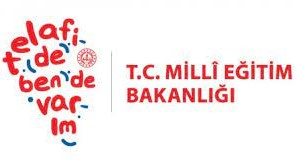 telafi
de
ben de
var
ım
T.C. MİLLÎ EĞİTİM
BAKANLIĞI